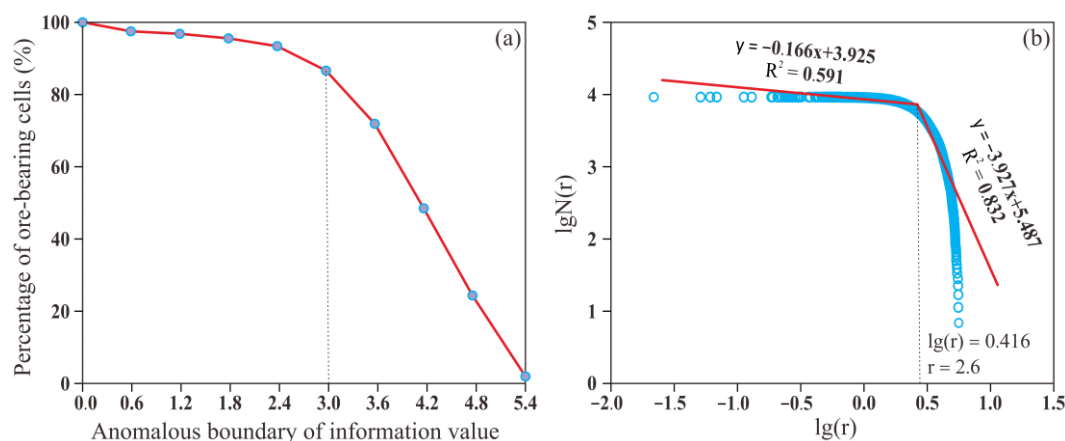 (a)
Percentage of ore-bearing cells (%)
100
80
60
40
20
0
0.0 0.6 1.2 1.8 2.4 3.0 3.6 4.2 4.8 5.4
Anomalous boundary of information value
(b)
y = −0.166x+3.925
R² = 0.591
y = −3.927x+5.487
R² = 0.832
lg(r) = 0.416
r = 2.6
lgN(r)
5
4
3
2
1
0
−2.0 −1.5 −1.0 −0.5 0.0 0.5 1.0 1.5
lg(r)